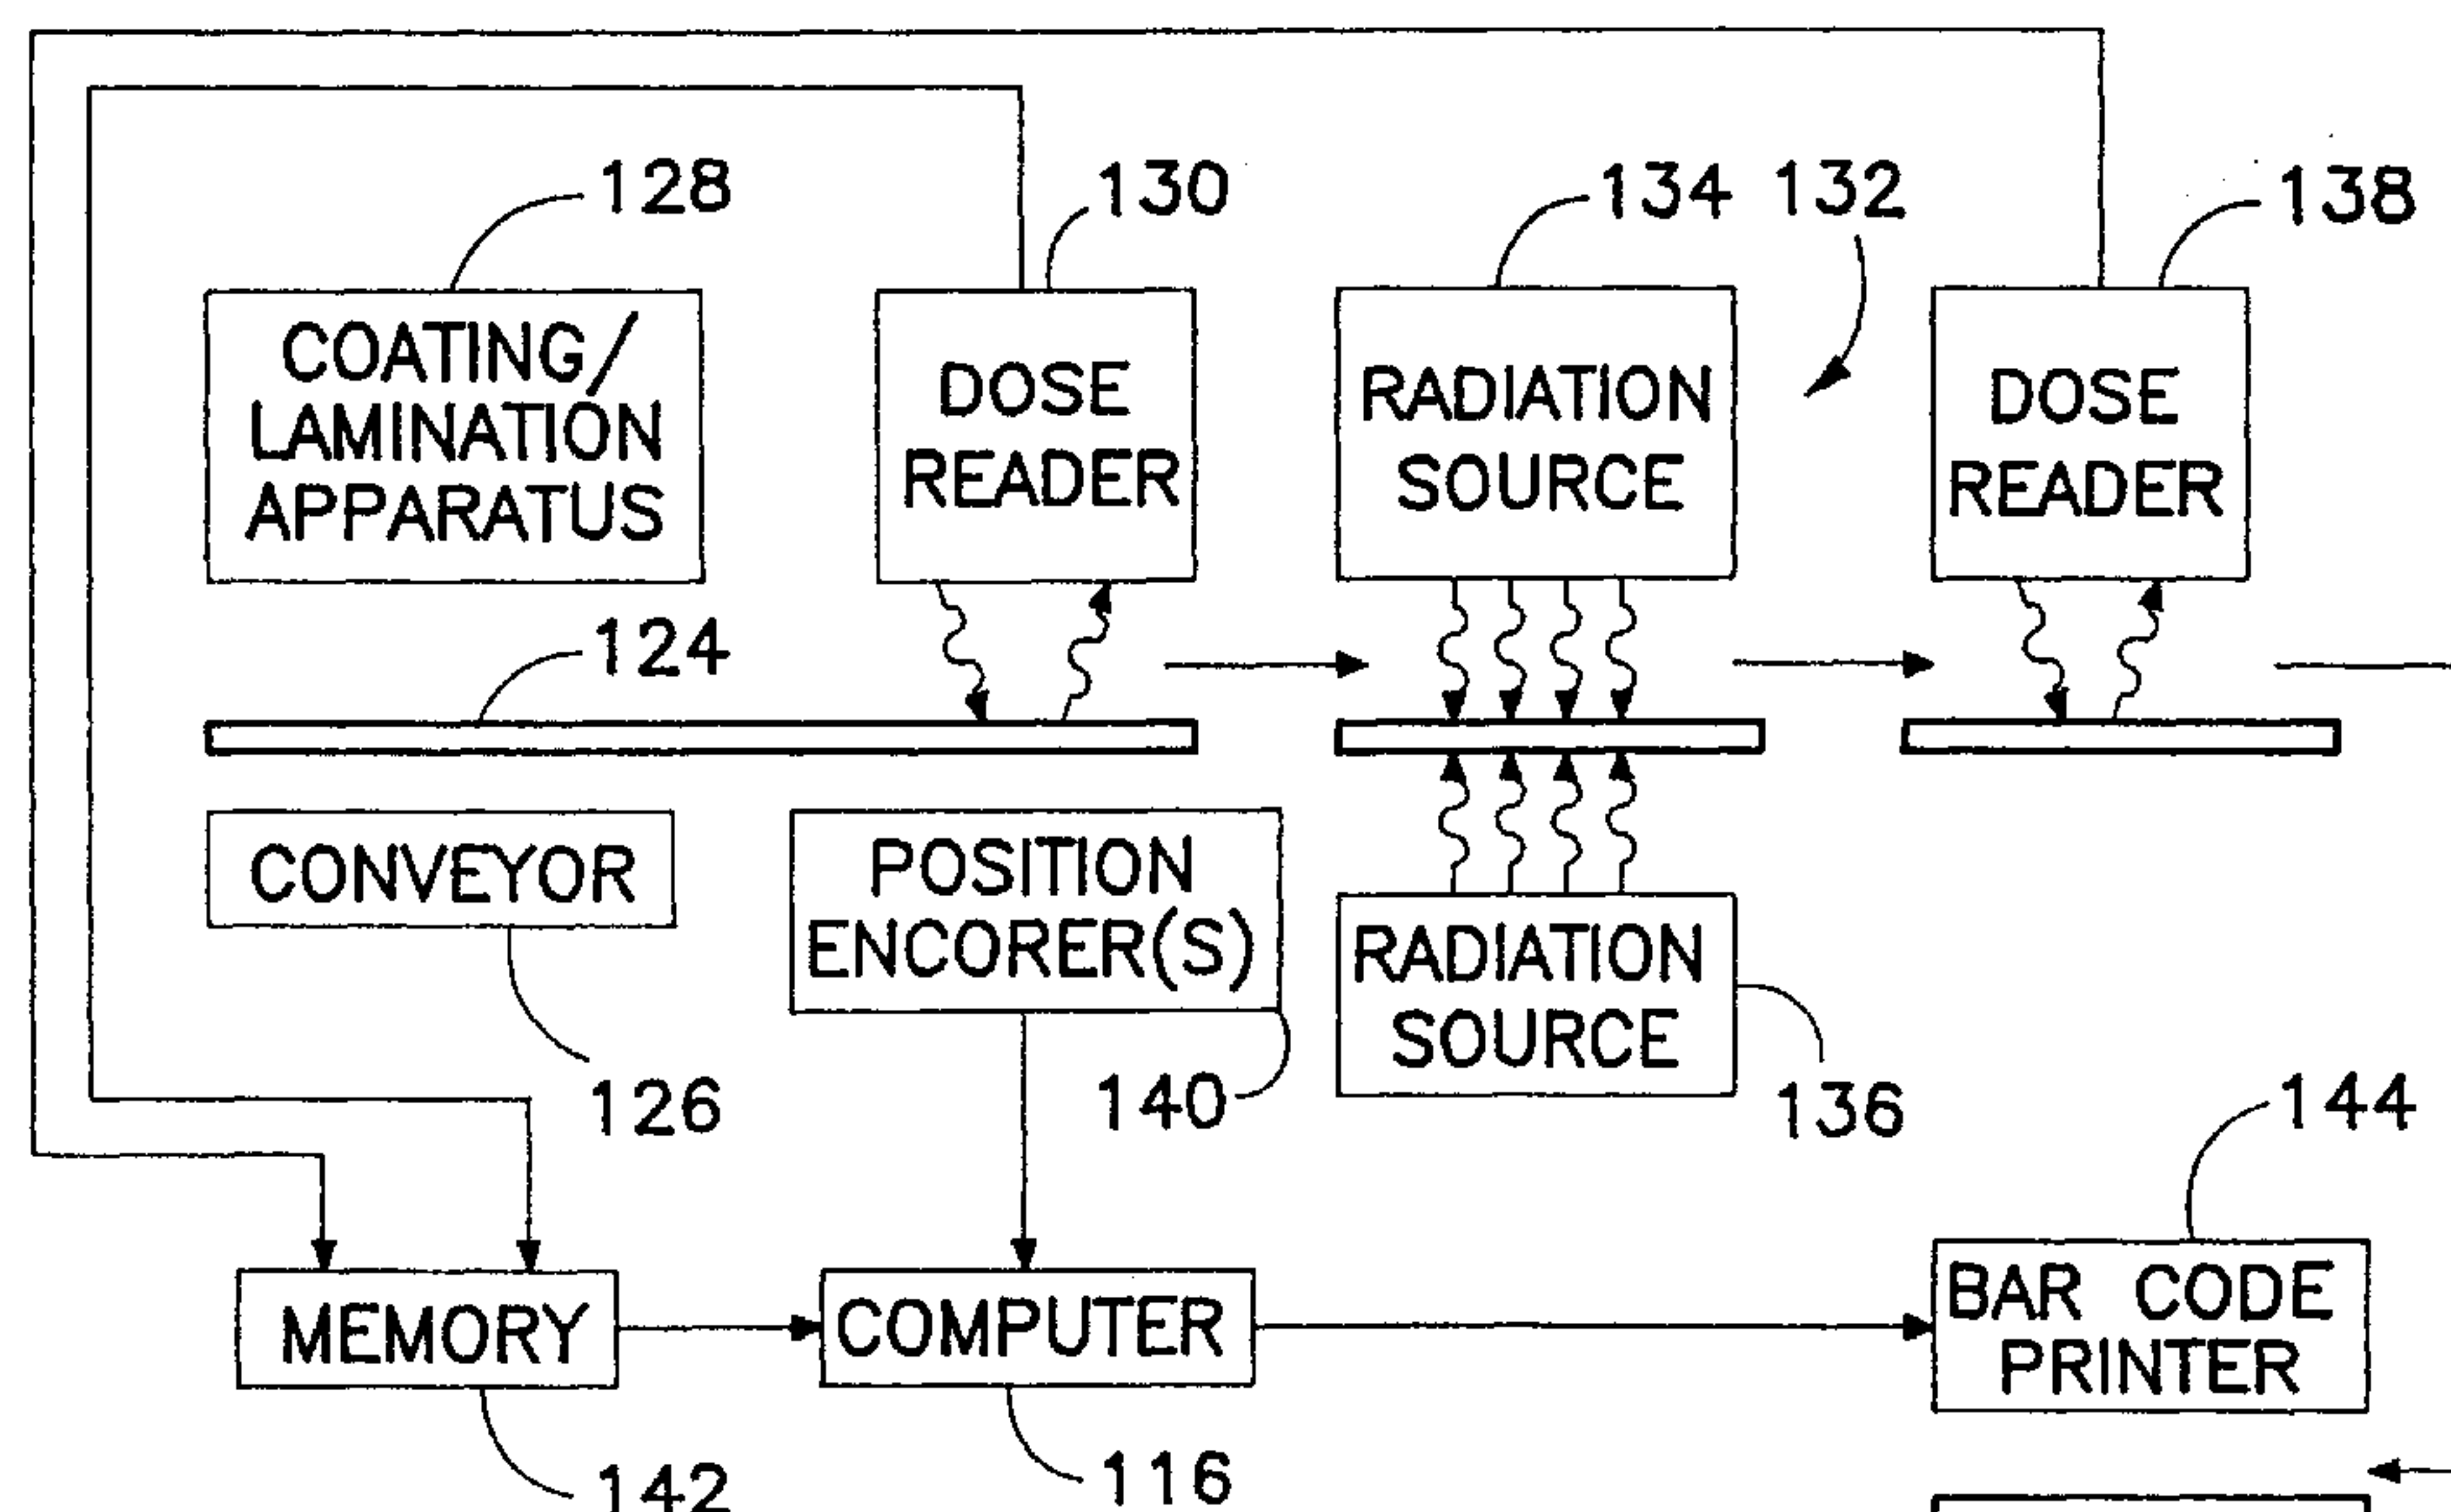 128
130
134
132
138
COATING/
LAMINATION
APPARATUS
DOSE
READER
RADIATION
SOURCE
DOSE
READER
124
CONVEYOR
POSITION
ENCORER(S)
RADIATION
SOURCE
126
140
136
144
MEMORY
COMPUTER
BAR CODE
PRINTER
142
116